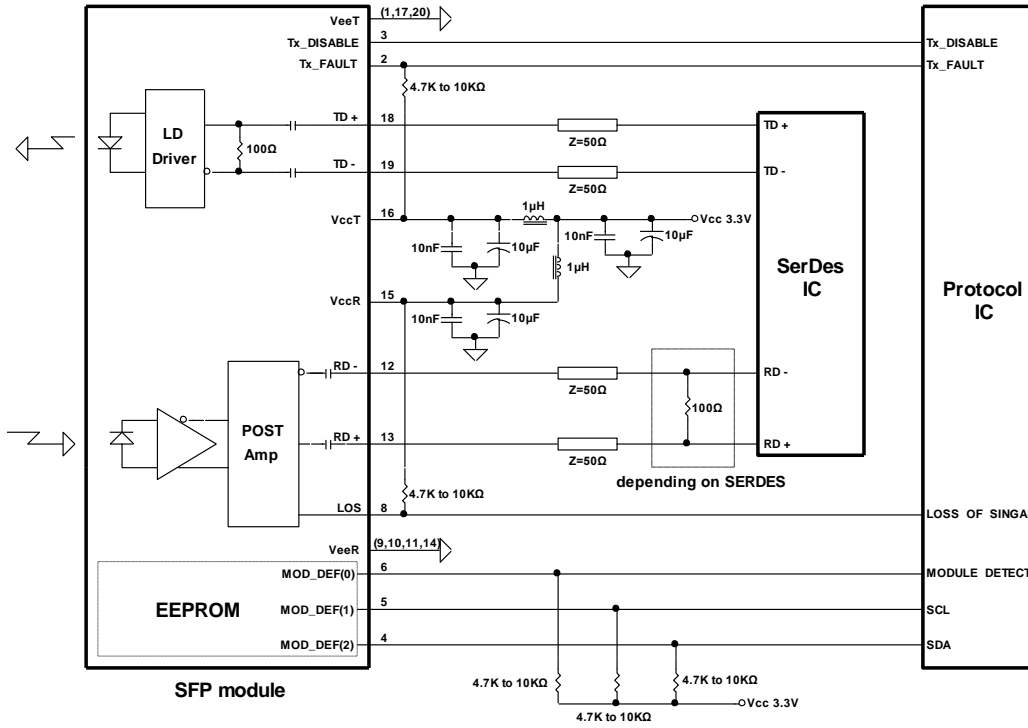 VeeT
(1,17,20)
Tx_DISABLE
3
Tx_DISABLE
Tx_FAULT
2
Tx_FAULT
4.7K to 10KΩ
LD
Driver
100Ω
TD +
18
Z=50Ω
TD +
TD -
19
Z=50Ω
TD -
VccT
16
1µH
Vcc 3.3V
10nF
10µF
10nF
10µF
1µH
SerDes
IC
Protocol
IC
VccR
15
10nF
10µF
RD -
12
Z=50Ω
RD -
100Ω
POST
Amp
RD +
13
Z=50Ω
RD +
depending on SERDES
4.7K to 10KΩ
LOS
8
LOSS OF SINGA
VeeR
(9,10,11,14)
EEPROM
MOD_DEF(0)
6
MODULE DETECT
MOD_DEF(1)
5
SCL
MOD_DEF(2)
4
SDA
SFP module
4.7K to 10KΩ
4.7K to 10KΩ
4.7K to 10KΩ
Vcc 3.3V